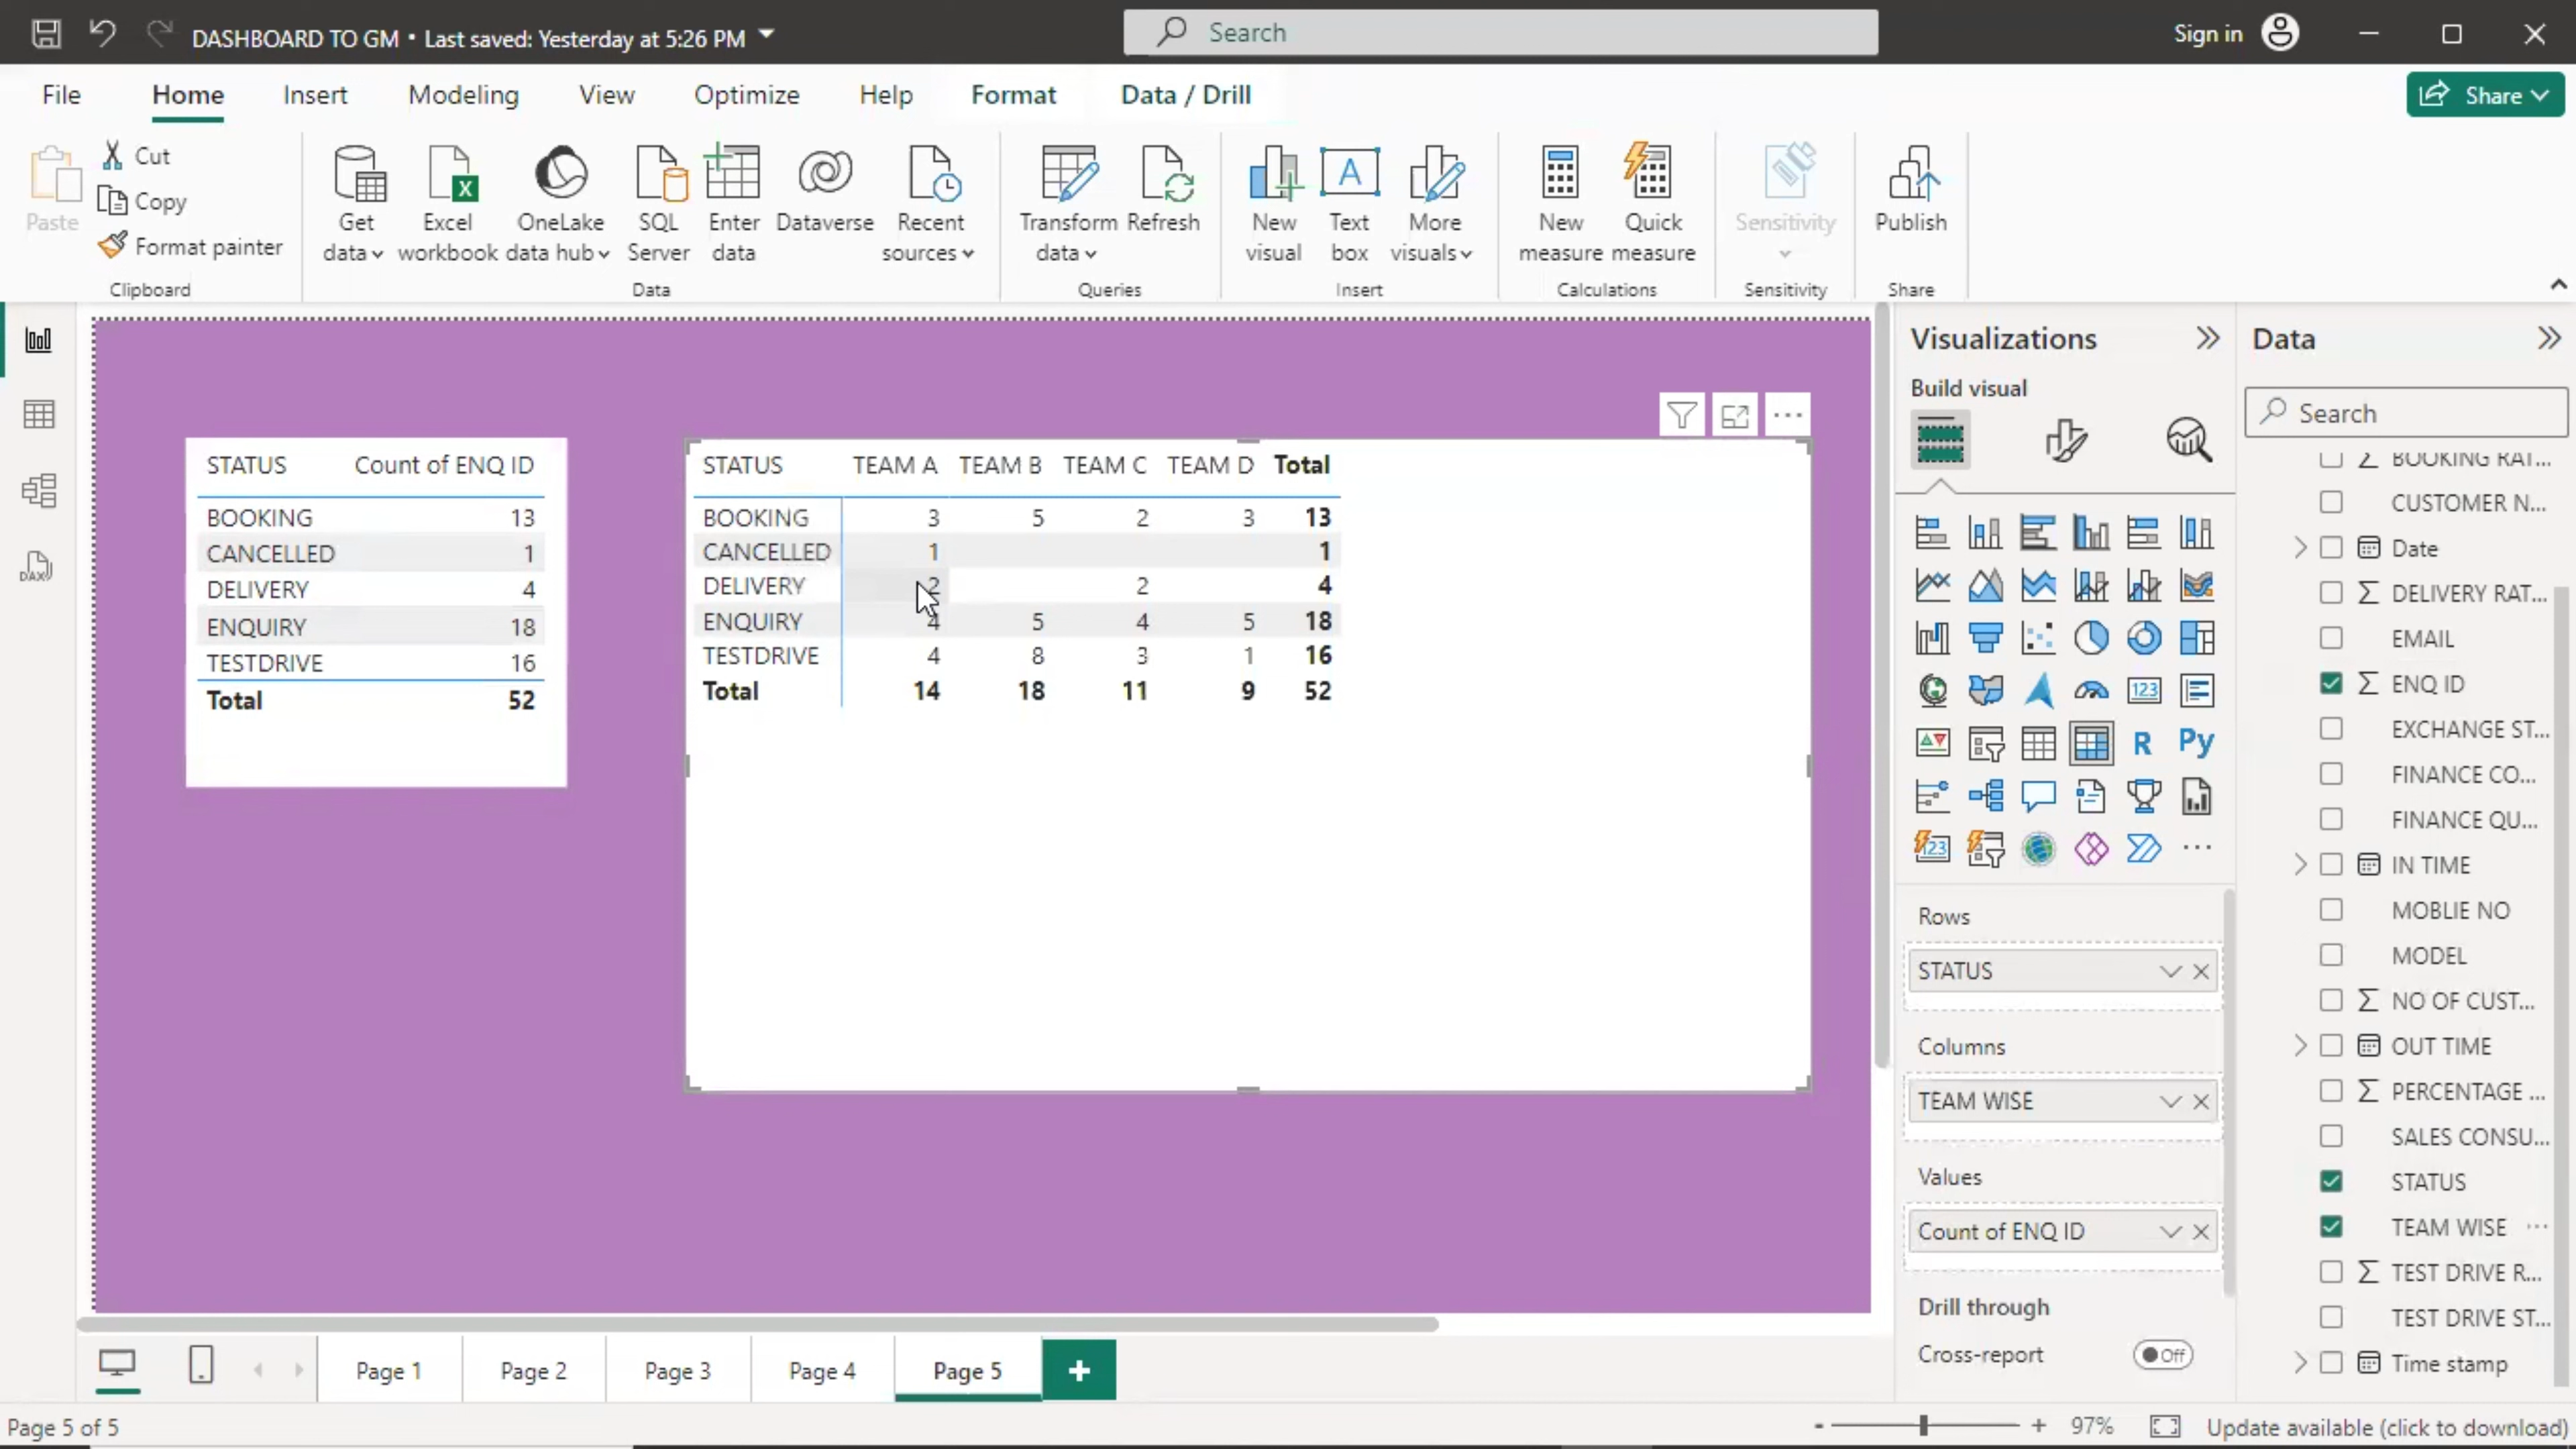 DASHBOARD TO GM • Last saved: Yesterday at 5:26 PM
Search
Sign in
File Home Insert Modeling View Optimize Help Format Data / Drill
Share
Paste
Cut
Copy
Format painter
Clipboard
Get data
Excel workbook
OneLake data hub
SQL Server
Enter data
Dataverse
Recent sources
Data
Transform data
Refresh
Queries
New visual
Text box
More visuals
Insert
New measure
Quick measure
Calculations
Sensitivity
Sensitivity
Publish
Share
STATUS Count of ENQ ID
BOOKING 13
CANCELLED 1
DELIVERY 4
ENQUIRY 18
TESTDRIVE 16
Total 52
STATUS TEAM A TEAM B TEAM C TEAM D Total
BOOKING 3 5 2 3 13
CANCELLED 1 1
DELIVERY 2 2 4
ENQUIRY 4 5 4 5 18
TESTDRIVE 4 8 3 1 16
Total 14 18 11 9 52
Visualizations
Build visual
R Py
123
123
Rows
STATUS
Columns
TEAM WISE
Values
Count of ENQ ID
Drill through
Cross-report Off
Data
Search
BOOKING RAT...
CUSTOMER N...
Date
DELIVERY RAT...
EMAIL
ENQ ID
EXCHANGE ST...
FINANCE CO...
FINANCE QU...
IN TIME
MOBLIE NO
MODEL
NO OF CUST...
OUT TIME
PERCENTAGE ...
SALES CONSU...
STATUS
TEAM WISE ...
TEST DRIVE R...
TEST DRIVE ST...
Time stamp
DAX
Page 1 Page 2 Page 3 Page 4 Page 5 +
Page 5 of 5
- + 97% Update available (click to download)